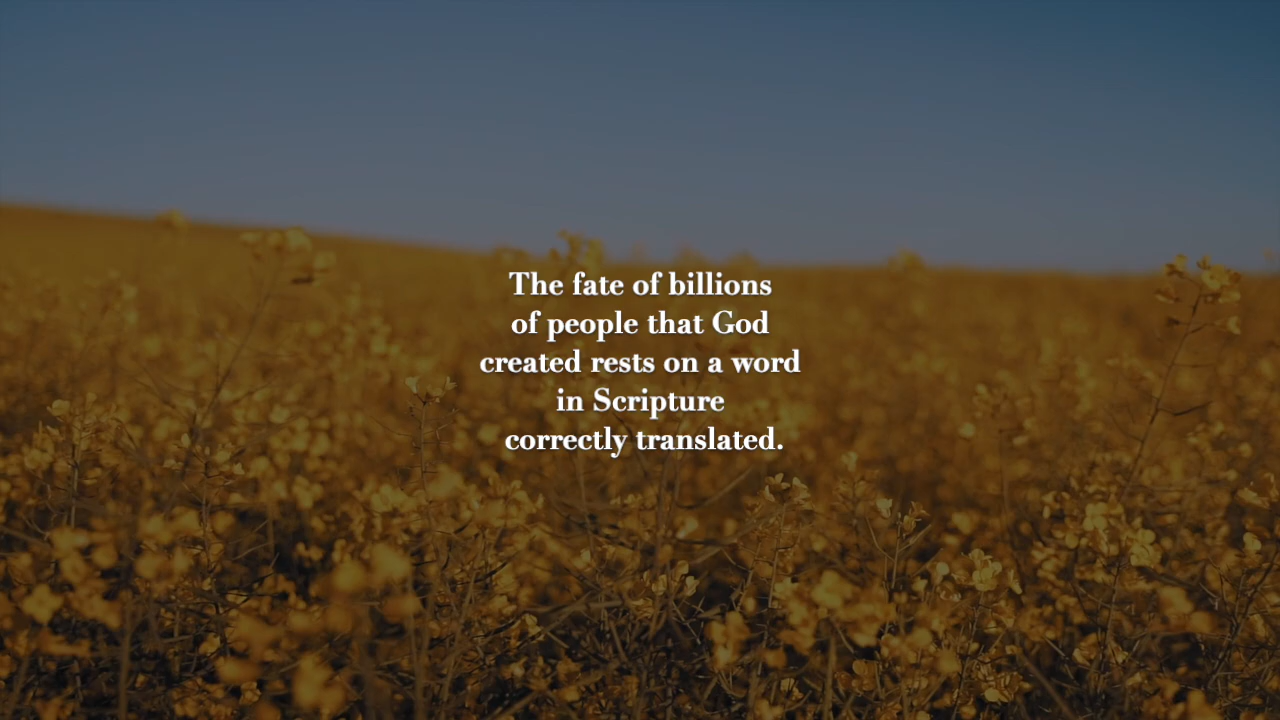 The fate of billions
of people that God
created rests on a word
in Scripture
correctly translated.